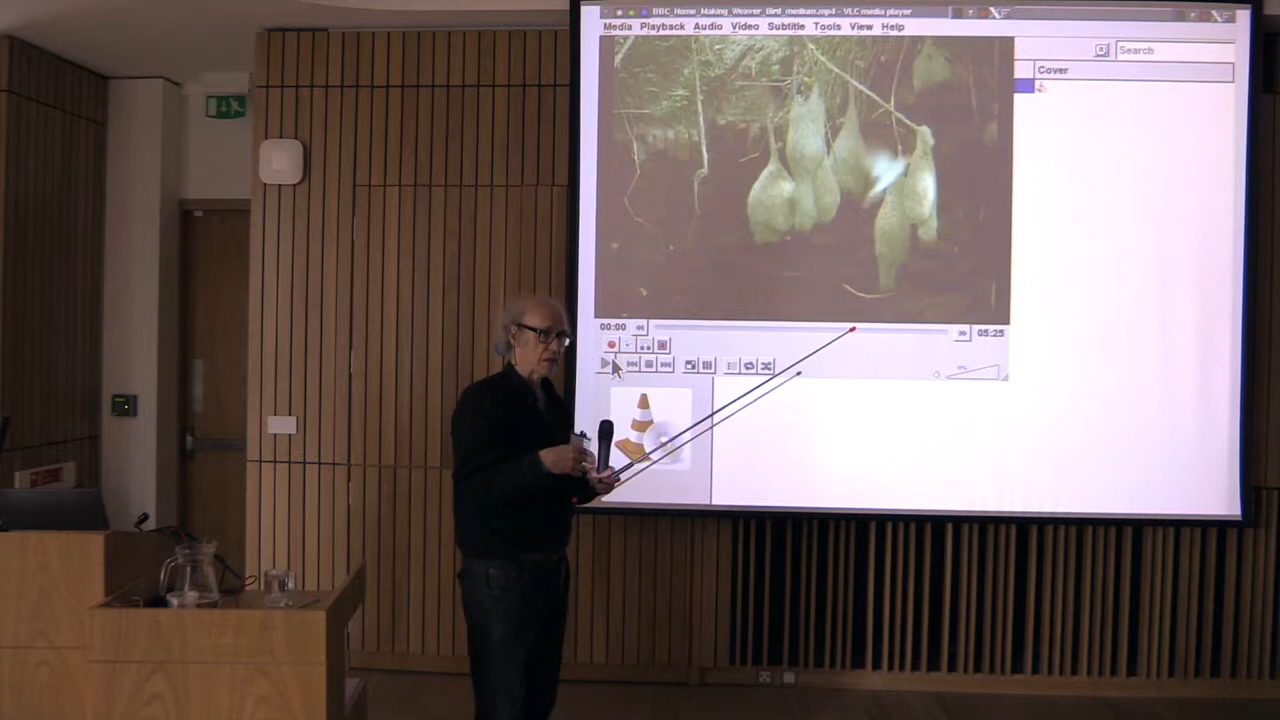 BBC_Home_Making_Weaver_Bird_medium.mp4 - VLC media player
Media Playback Audio Video Subtitle Tools View Help
Search
Cover
00:00
05:25